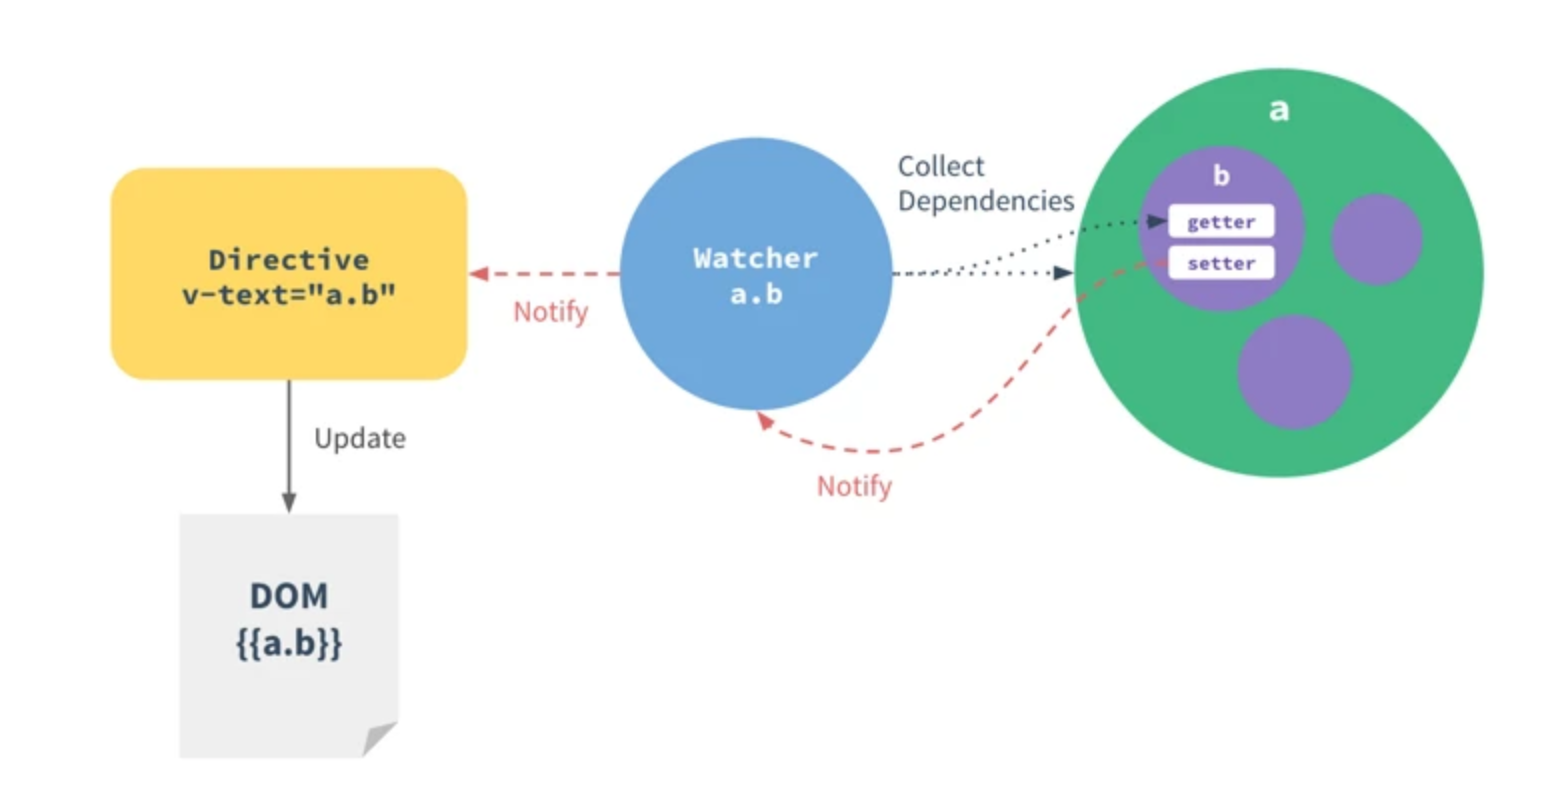 Directive
v-text="a.b"
Notify
Update
DOM
{{a.b}}
Watcher
a.b
Collect
Dependencies
Notify
a
b
getter
setter